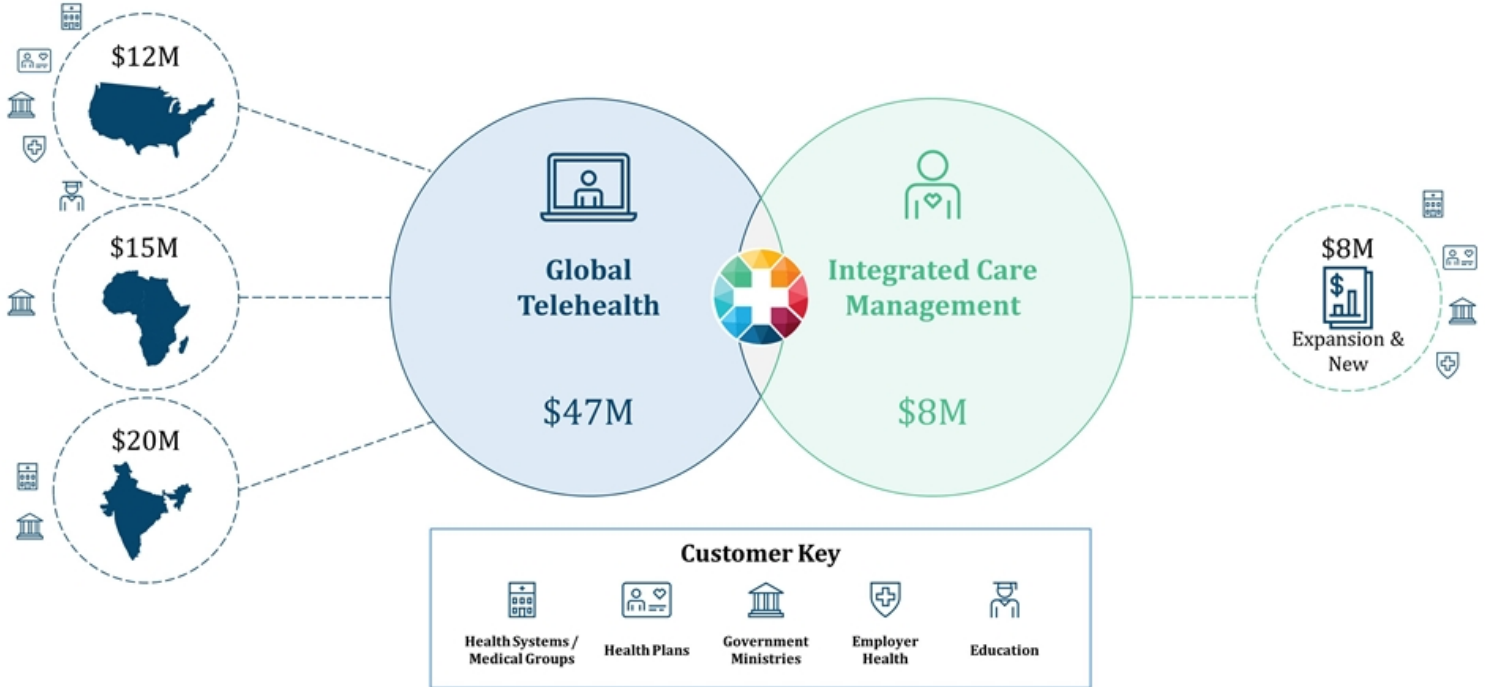 $12M
$15M
$20M
Global
Telehealth
$47M
Integrated Care
Management
$8M
$8M
$
Expansion &
New
Customer Key
Health Systems /
Medical Groups
Health Plans
Government
Ministries
Employer
Health
Education